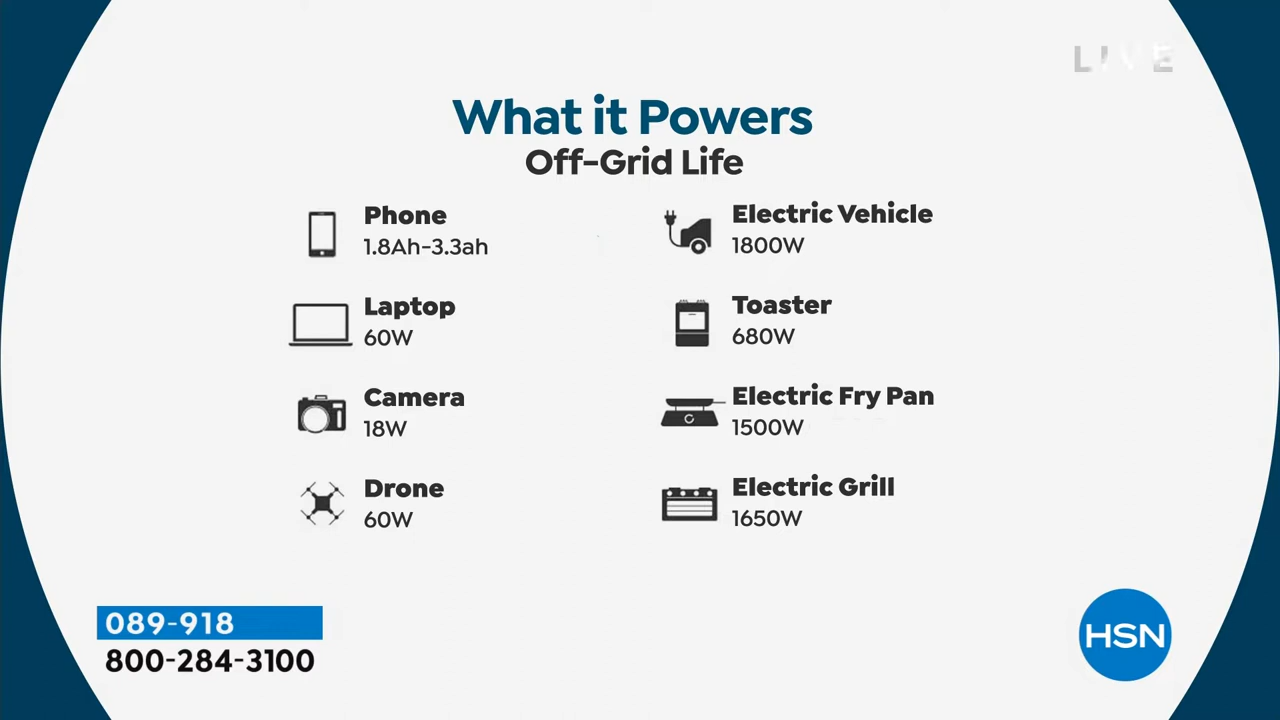 LIVE
What it Powers
Off-Grid Life
Phone
1.8Ah-3.3ah
Laptop
60W
Camera
18W
Drone
60W
Electric Vehicle
1800W
Toaster
680W
Electric Fry Pan
1500W
Electric Grill
1650W
089-918
800-284-3100
HSN